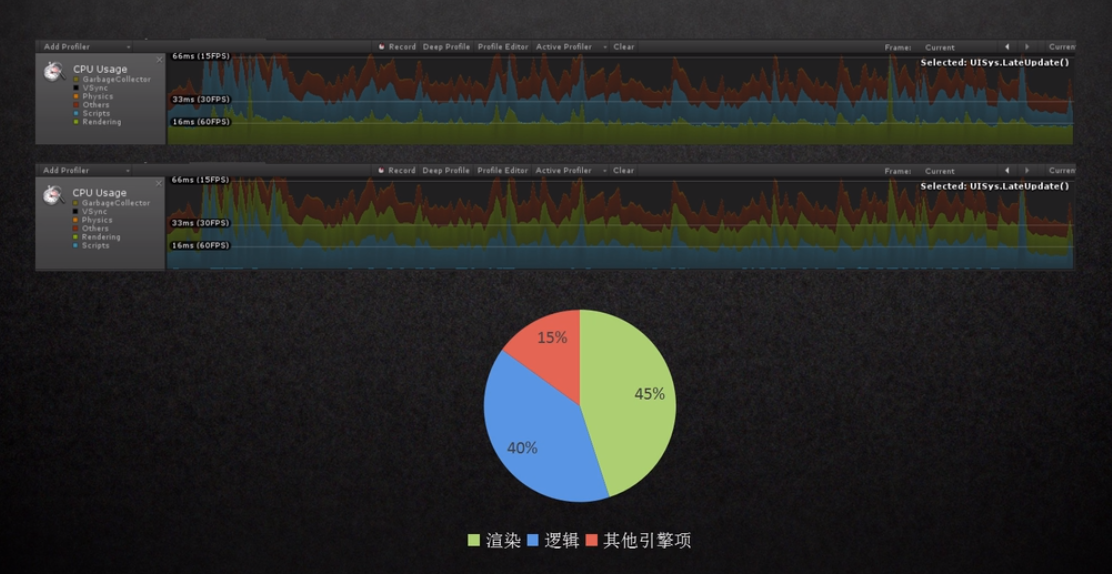 Add Profiler Record Deep Profile Profile Editor Active Profiler Clear Frame: Current Curren
CPU Usage 66ms (15FPS) Selected: UISys.LateUpdate()
GarbageCollector
VSync
Physics
Others 33ms (30FPS)
Scripts
Rendering 16ms (60FPS)
Add Profiler Record Deep Profile Profile Editor Active Profiler Clear Frame: Current Curren
CPU Usage 66ms (15FPS) Selected: UISys.LateUpdate()
GarbageCollector
VSync
Physics
Others 33ms (30FPS)
Rendering
Scripts 16ms (60FPS)
15%
45%
40%
渲染 逻辑 其他引擎项